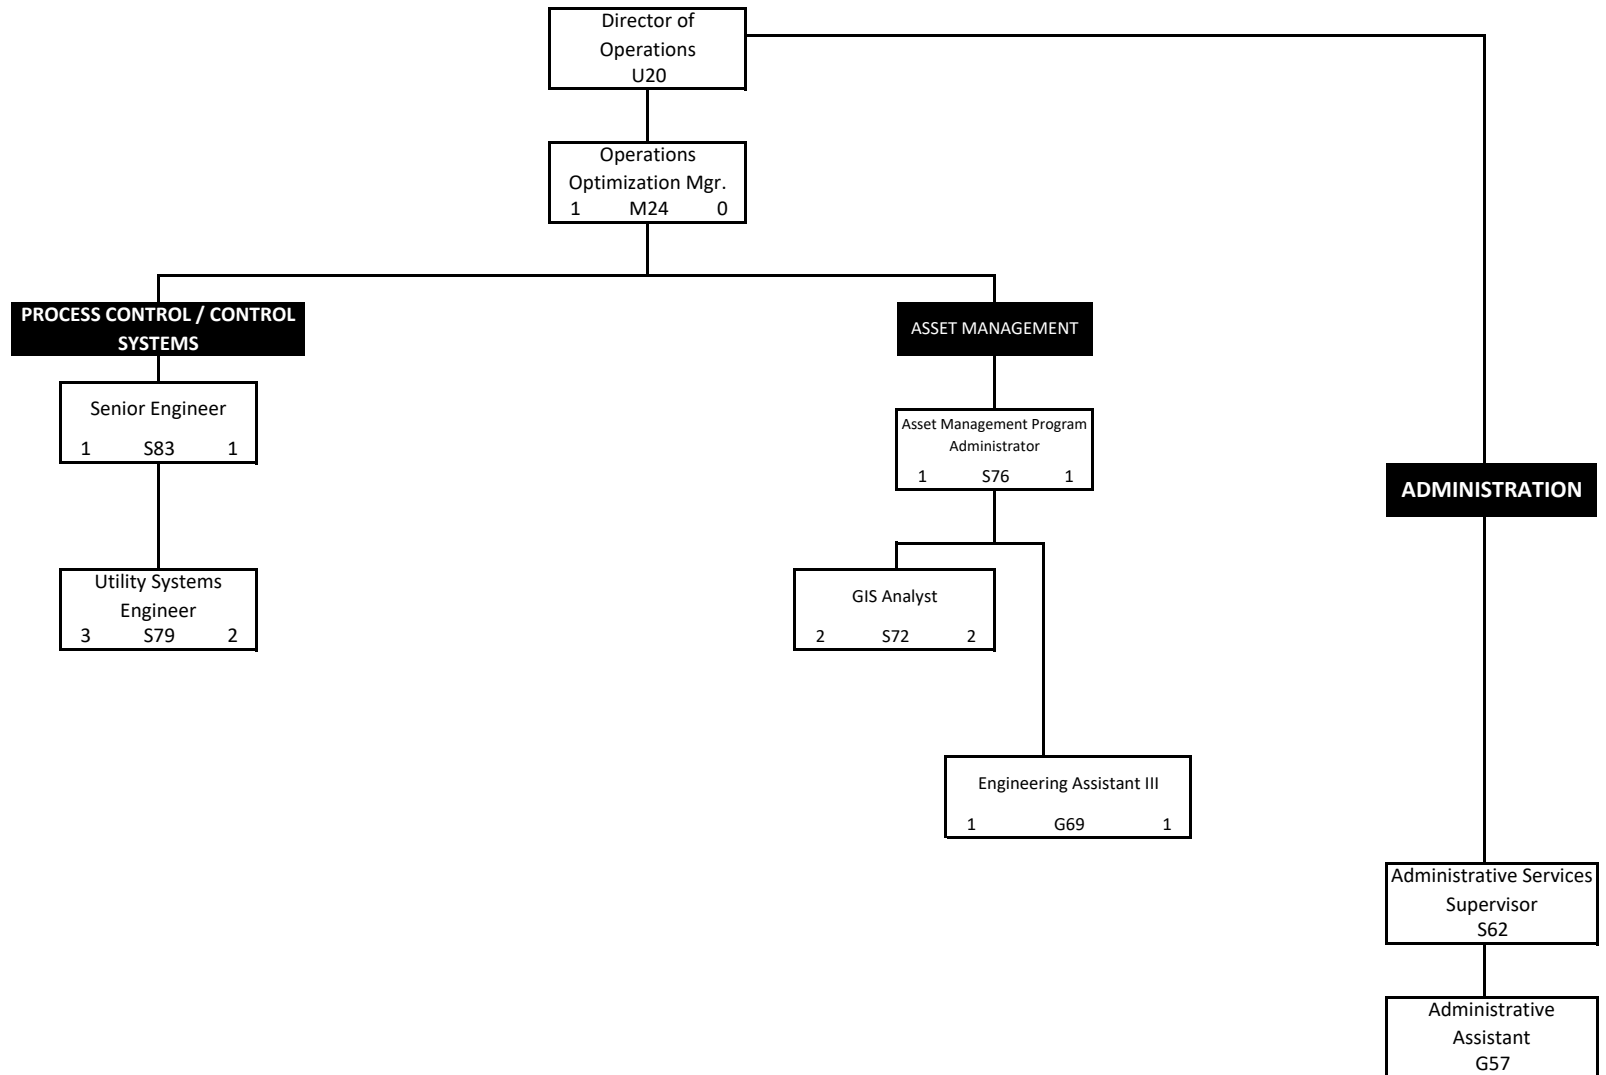 Director of
Operations
U20
Operations
Optimization Mgr.
1 M24 0
PROCESS CONTROL / CONTROL
SYSTEMS
Senior Engineer
1 S83 1
Utility Systems
Engineer
3 S79 2
ASSET MANAGEMENT
Asset Management Program
Administrator
1 S76 1
GIS Analyst
2 S72 2
Engineering Assistant III
1 G69 1
ADMINISTRATION
Administrative Services
Supervisor
S62
Administrative
Assistant
G57